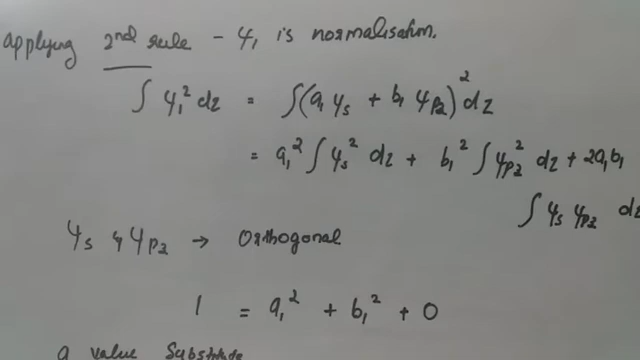 applying 2nd rule - ψ₁ is normalisation.
∫ ψ₁² dz = ∫(a₁ ψs + b₁ ψpz)² dz
= a₁² ∫ψs² dz + b₁² ∫ψpz² dz + 2a₁b₁
∫ ψs ψpz dz
ψs & ψpz → Orthogonal
1 = a₁² + b₁² + 0
a value Substitute